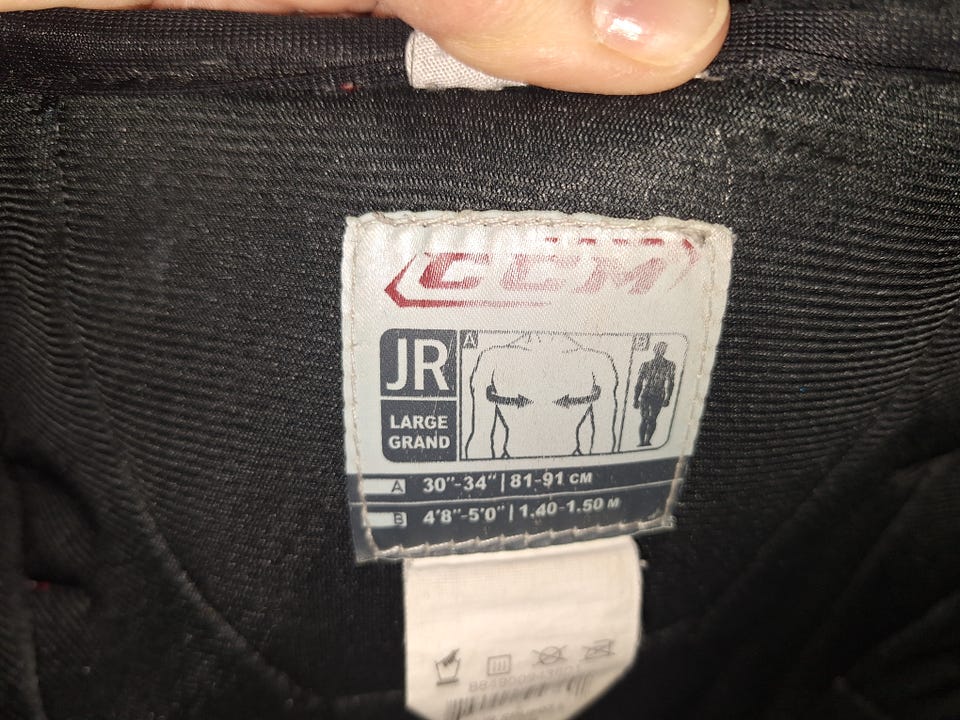 CCM
JR
A
B
LARGE
GRAND
A 30"-34" | 81-91 CM
B 4'8"-5'0" | 1.40-1.50 M